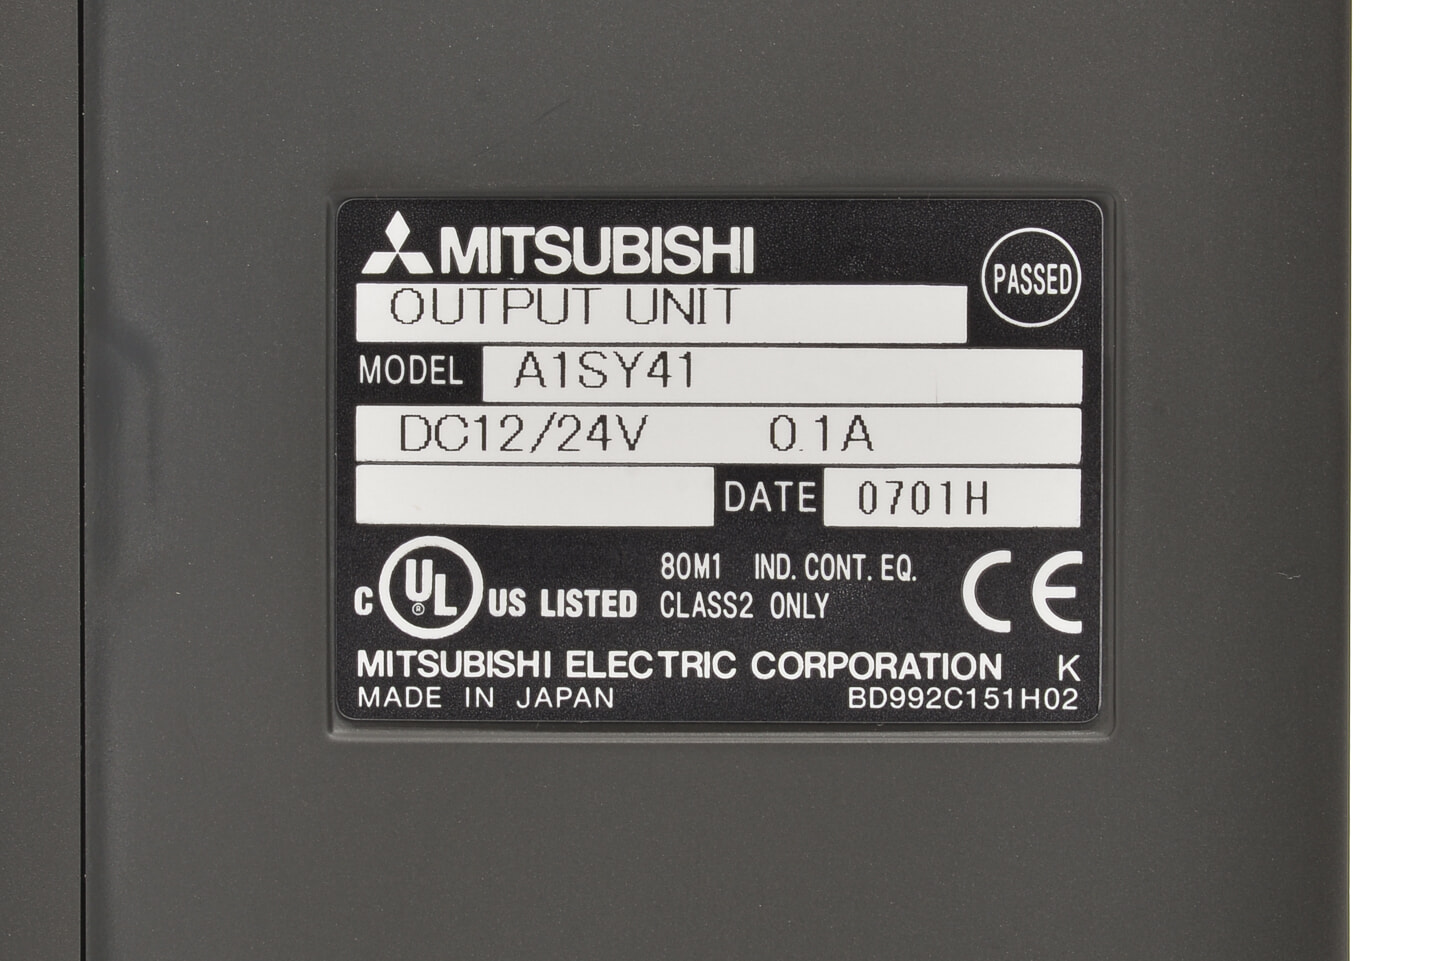 MITSUBISHI
PASSED
OUTPUT UNIT
MODEL A1SY41
DC12/24V 0.1A
DATE 0701H
C UL ® US LISTED
80M1 IND. CONT. EQ.
CLASS2 ONLY
CE
MITSUBISHI ELECTRIC CORPORATION K
MADE IN JAPAN BD992C151H02